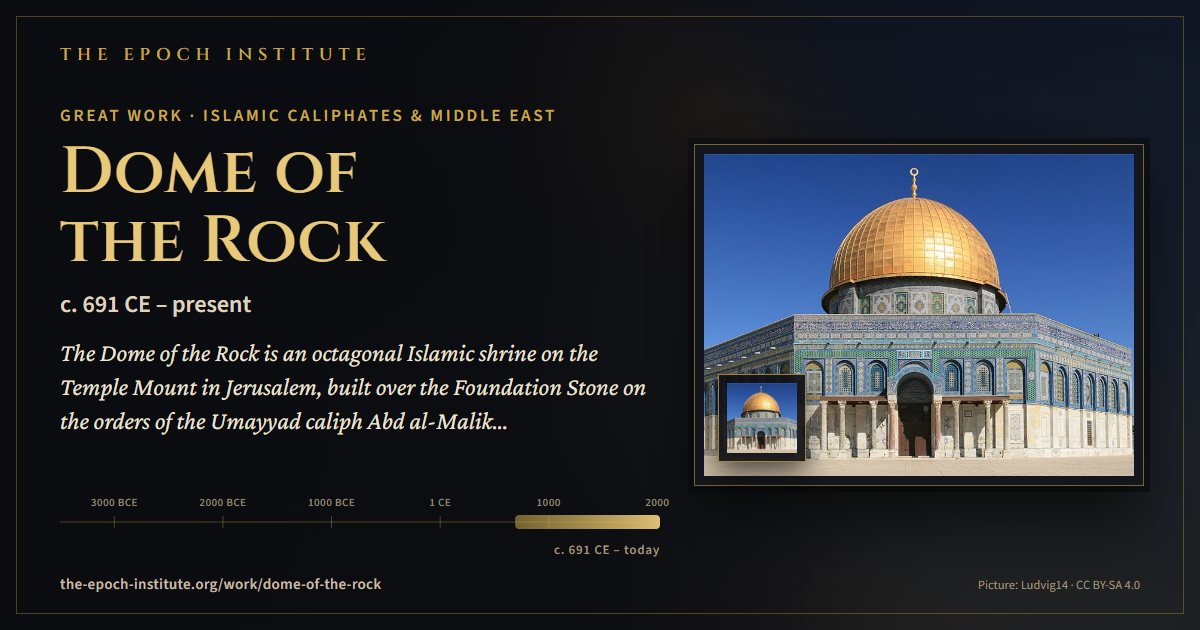 THE EPOCH INSTITUTE
GREAT WORK · ISLAMIC CALIPHATES & MIDDLE EAST
DOME OF
THE ROCK
c. 691 CE – present
The Dome of the Rock is an octagonal Islamic shrine on the
Temple Mount in Jerusalem, built over the Foundation Stone on
the orders of the Umayyad caliph Abd al-Malik...
3000 BCE 2000 BCE 1000 BCE 1 CE 1000 2000
c. 691 CE – today
the-epoch-institute.org/work/dome-of-the-rock
Picture: Ludvig14 · CC BY-SA 4.0